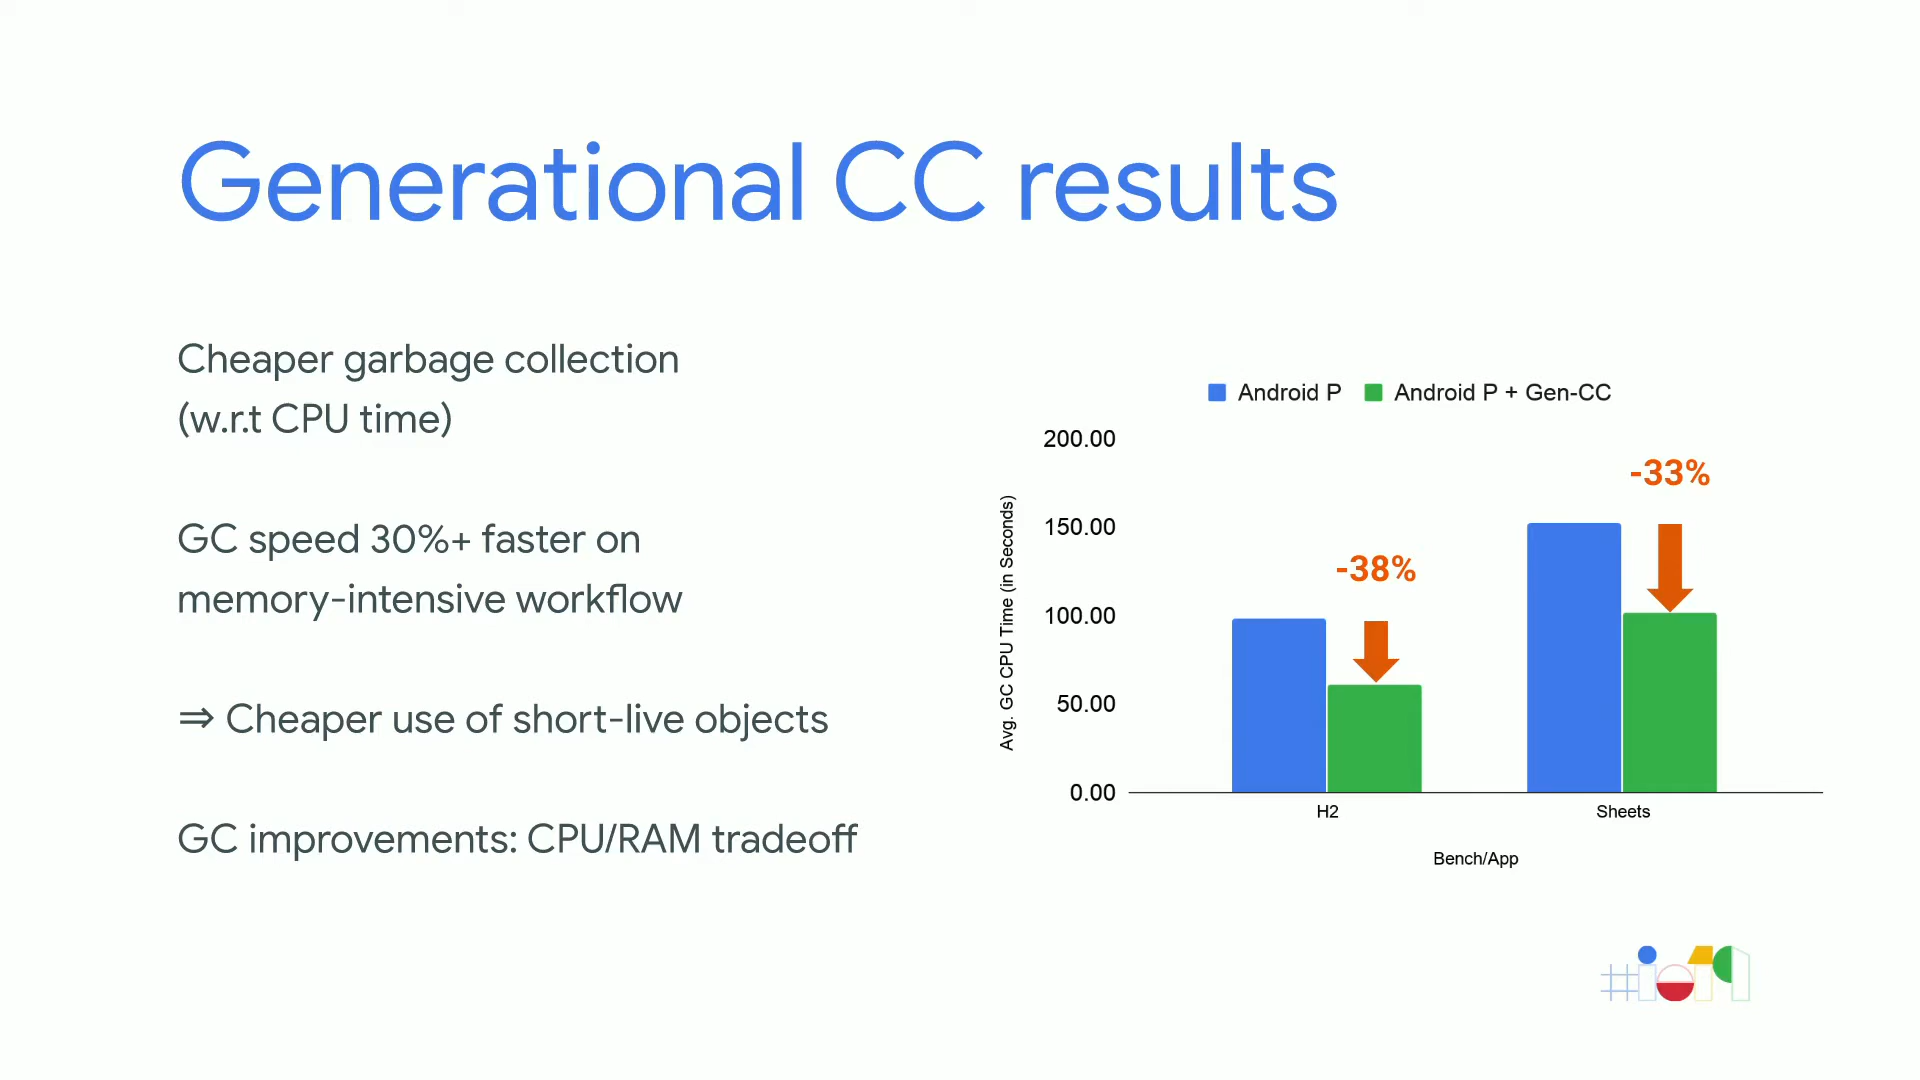 Generational CC results
Cheaper garbage collection
(w.r.t CPU time)
GC speed 30%+ faster on
memory-intensive workflow
⇒ Cheaper use of short-live objects
GC improvements: CPU/RAM tradeoff
Android P
Android P + Gen-CC
200.00
150.00
100.00
50.00
0.00
Avg. GC CPU Time (in Seconds)
-38%
-33%
H2
Sheets
Bench/App
#io19